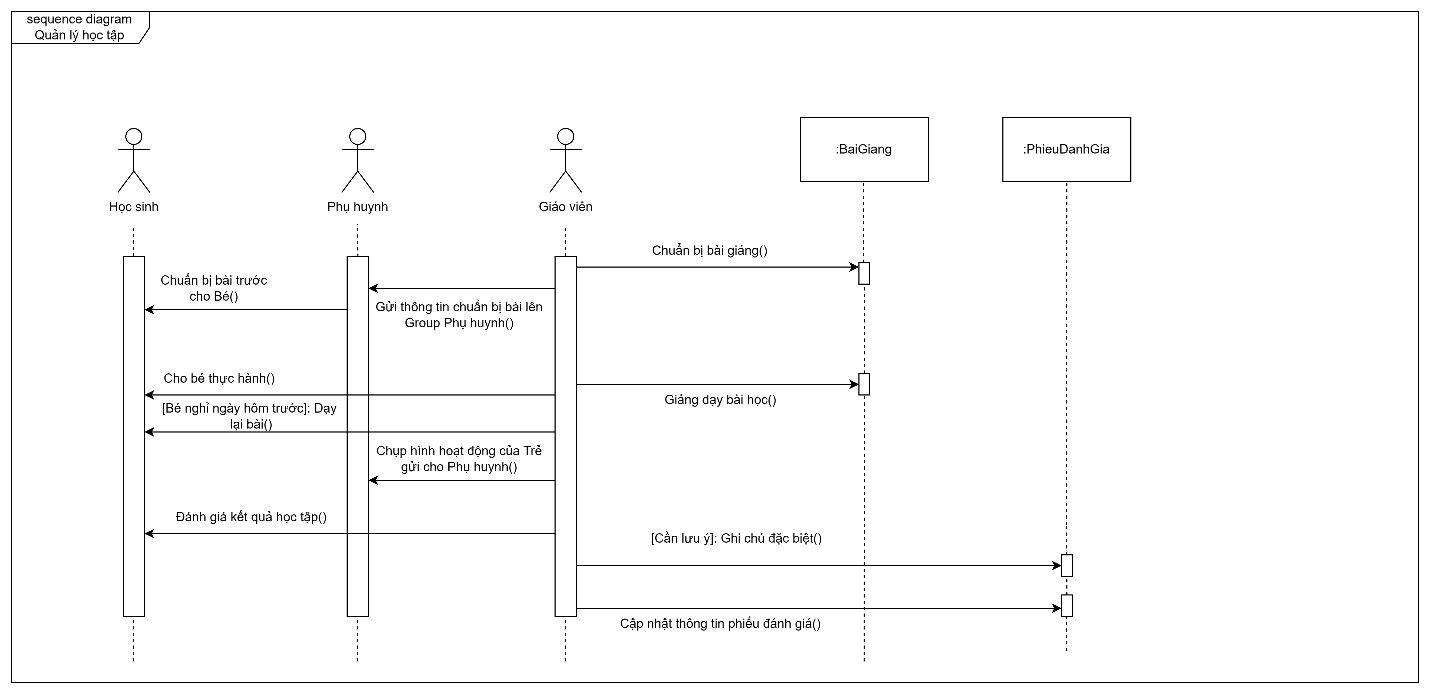 sequence diagram
Quản lý học tập
:BaiGiang
:PhieuDanhGia
Học sinh
Phụ huynh
Giáo viên
Chuẩn bị bài giảng()
Chuẩn bị bài trước
cho Bé()
Gửi thông tin chuẩn bị bài lên
Group Phụ huynh()
Cho bé thực hành()
Giảng dạy bài học()
[Bé nghỉ ngày hôm trước]: Dạy
lại bài()
Chụp hình hoạt động của Trẻ
gửi cho Phụ huynh()
Đánh giá kết quả học tập()
[Cần lưu ý]: Ghi chú đặc biệt()
Cập nhật thông tin phiếu đánh giá()